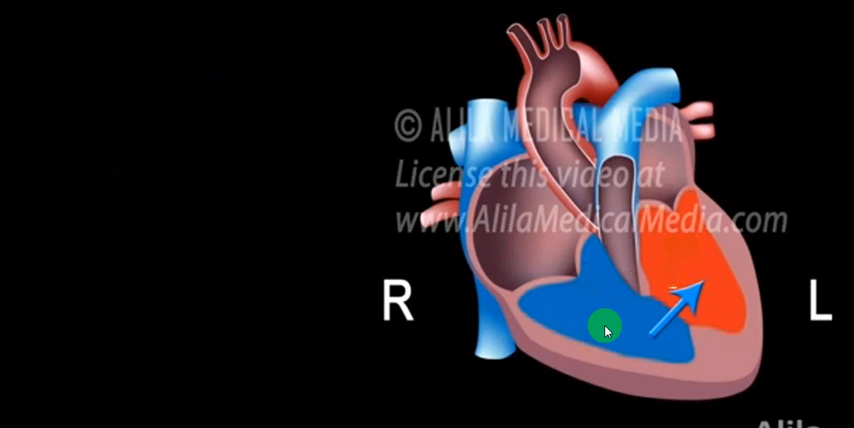 © ALILA MEDICAL MEDIA
License this video at
www.AlilaMedicalMedia.com
R
L
Alila